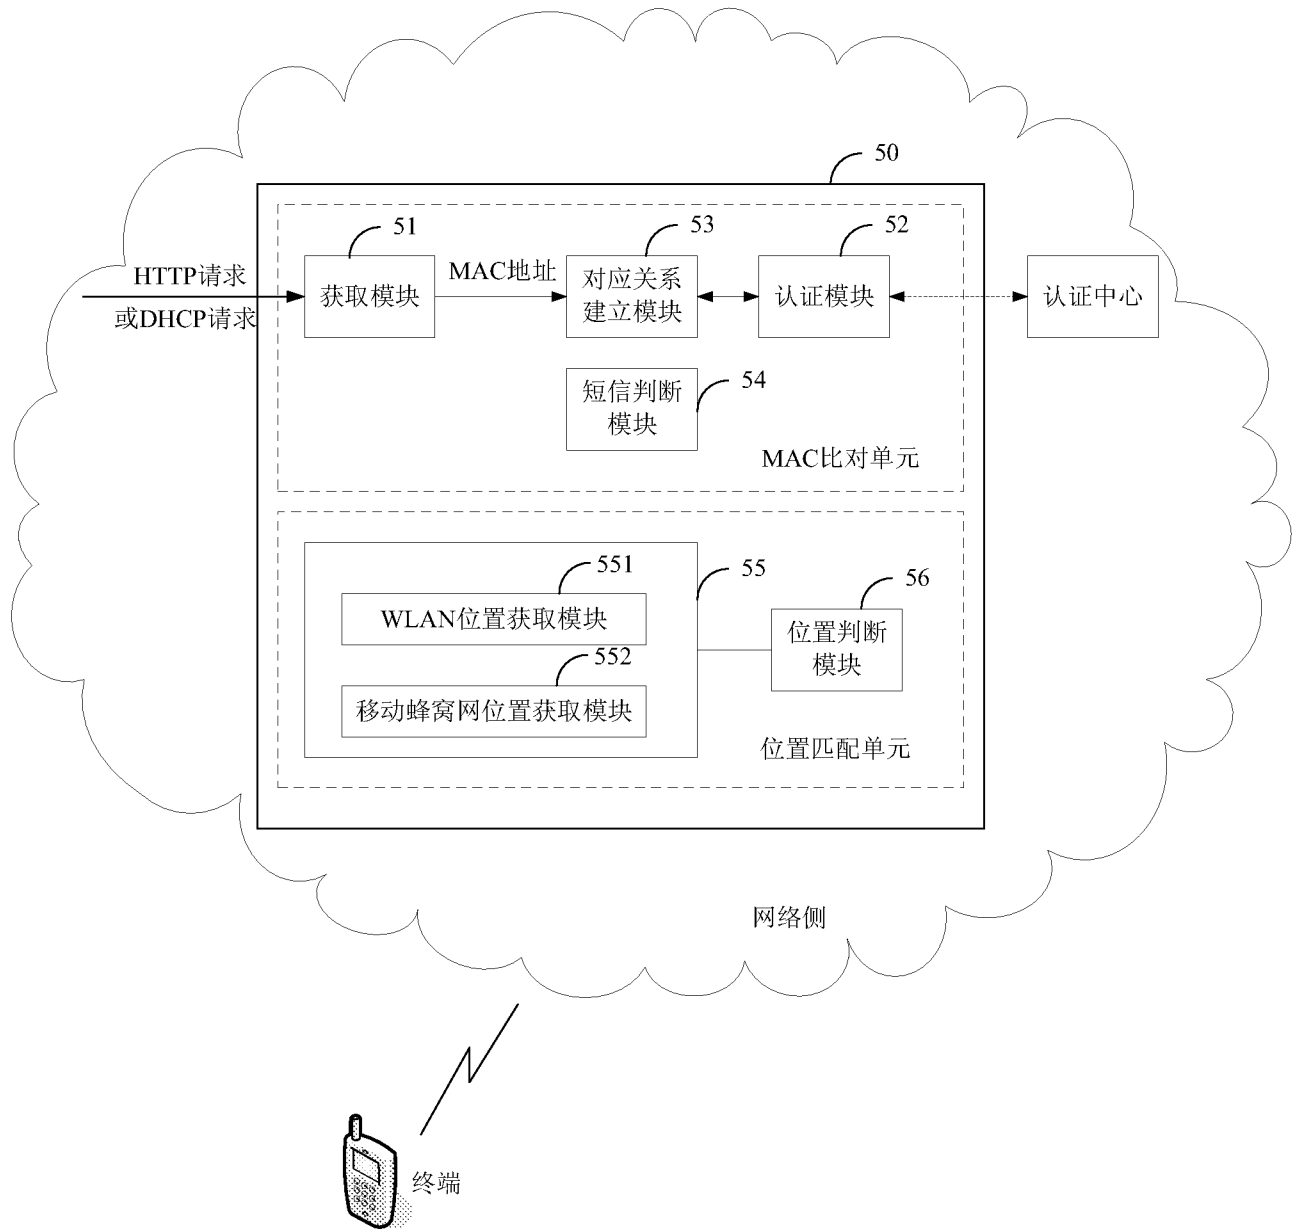 50
51
53
52
HTTP请求
或DHCP请求
获取模块
MAC地址
对应关系
建立模块
认证模块
认证中心
54
短信判断
模块
MAC比对单元
551
55
56
WLAN位置获取模块
位置判断
模块
552
移动蜂窝网位置获取模块
位置匹配单元
网络侧
终端